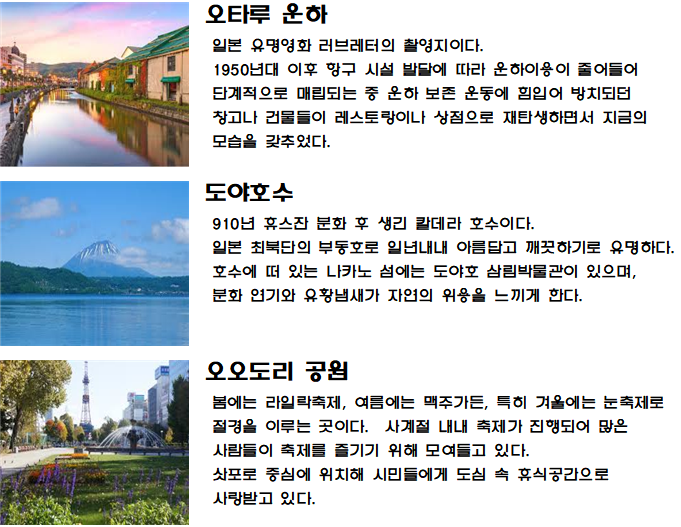 오타루 운하
일본 유명영화 러브레터의 촬영지이다.
1950년대 이후 항구 시설 발달에 따라 운하이용이 줄어들어
단계적으로 매립되는 중 운하 보존 운동에 힘입어 방치되던
창고나 건물들이 레스토랑이나 상점으로 재탄생하면서 지금의
모습을 갖추었다.
도야호수
910년 휴스잔 분화 후 생긴 칼데라 호수이다.
일본 최북단의 부동호로 일년내내 아름답고 깨끗하기로 유명하다.
호수에 떠 있는 나카노 섬에는 도야호 삼림박물관이 있으며,
분화 연기와 유황냄새가 자연의 위용을 느끼게 한다.
오오도리 공원
봄에는 라일락축제, 여름에는 맥주가든, 특히 겨울에는 눈축제로
절경을 이루는 곳이다. 사계절 내내 축제가 진행되어 많은
사람들이 축제를 즐기기 위해 모여들고 있다.
삿포로 중심에 위치해 시민들에게 도심 속 휴식공간으로
사랑받고 있다.